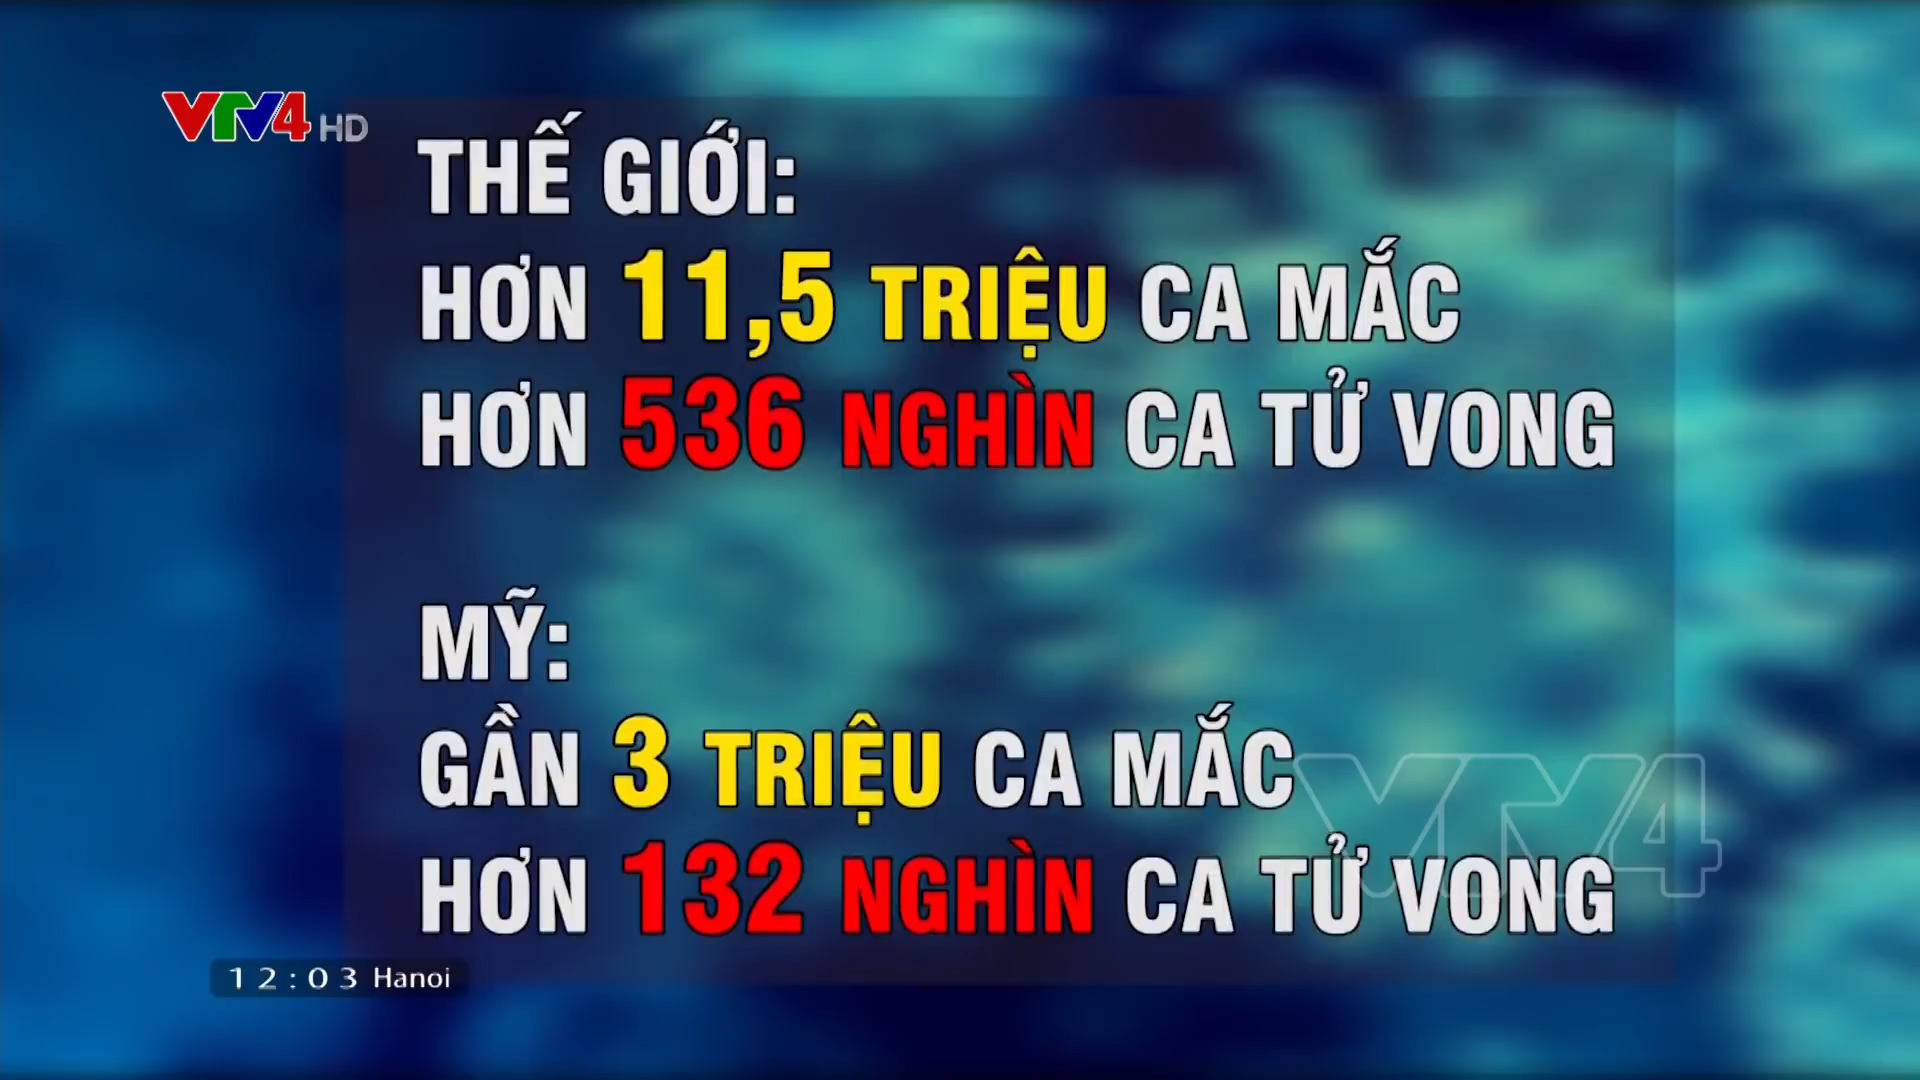 VTV4 HD
THẾ GIỚI:
HƠN 11,5 TRIỆU CA MẮC
HƠN 536 NGHÌN CA TỬ VONG
MỸ:
GẦN 3 TRIỆU CA MẮC
VTV4
HƠN 132 NGHÌN CA TỬ VONG
12:03 Hanoi